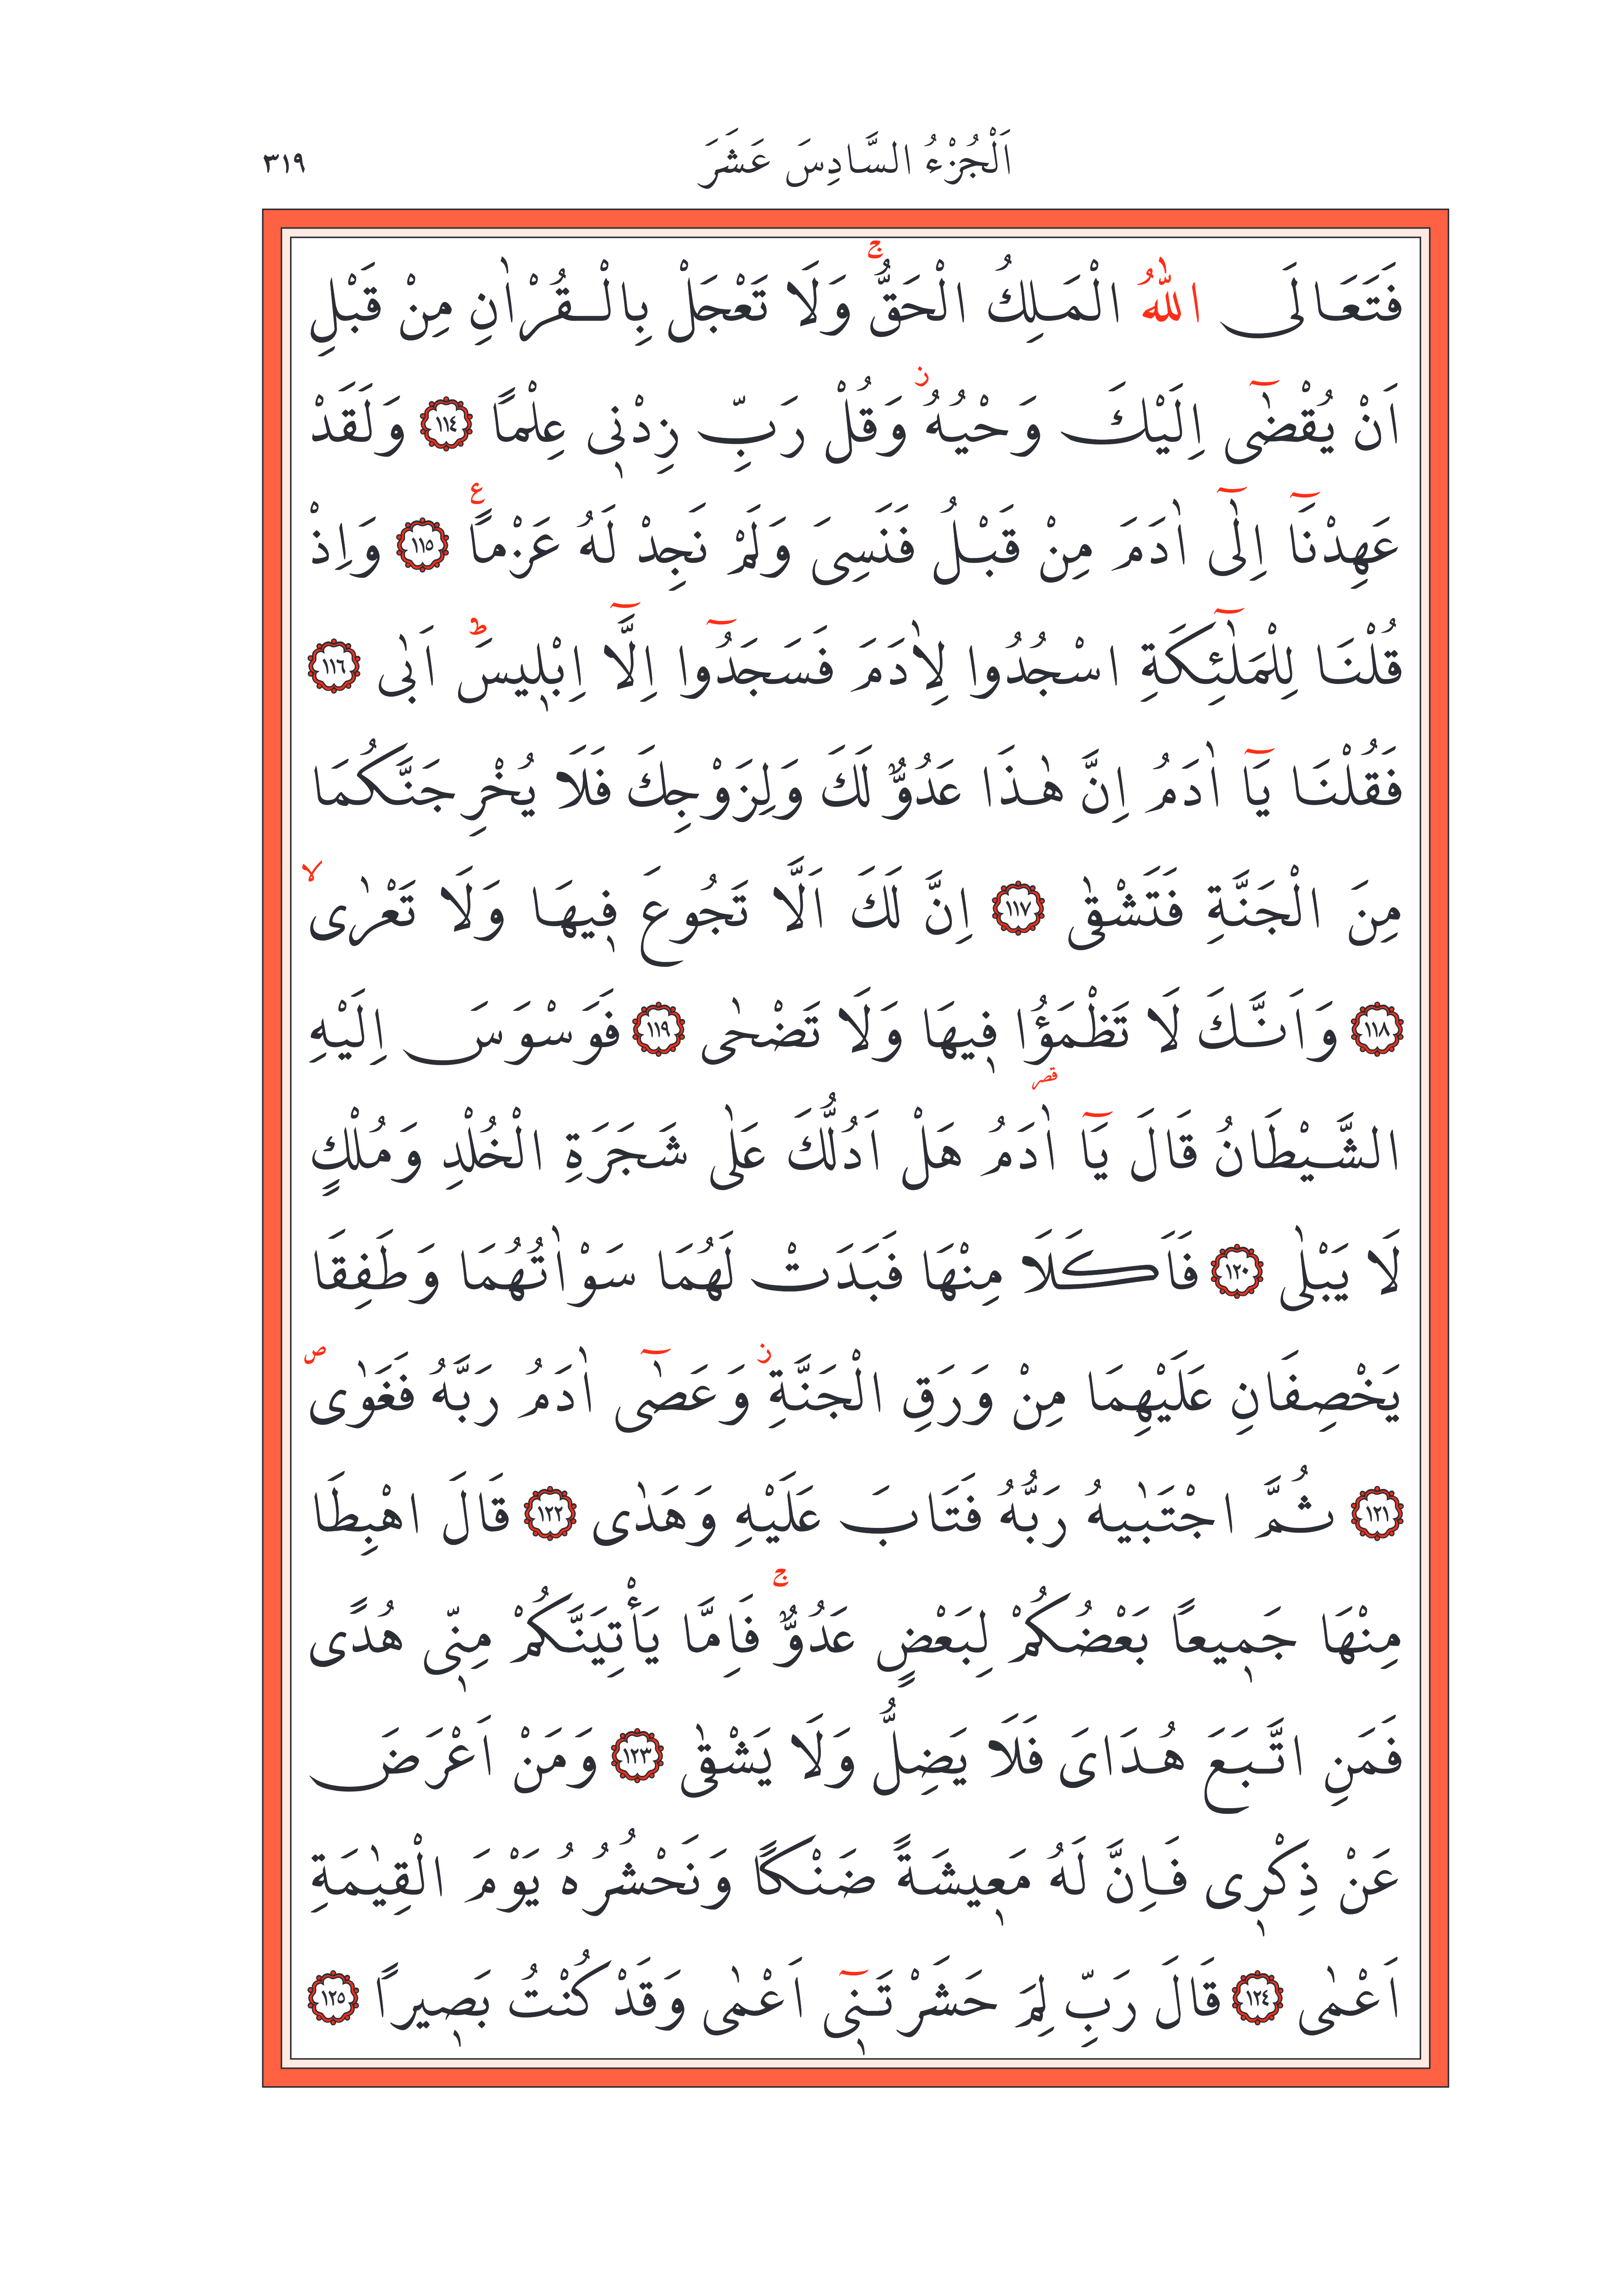 اَلْجُزْءُ السَّادِسَ عَشَرَ ٣١٩
فَتَعَالَى اللّٰهُ الْمَلِكُ الْحَقُّۚ وَلَا تَعْجَلْ بِالْقُرْاٰنِ مِنْ قَبْلِ
اَنْ يُقْضٰٓى اِلَيْكَ وَحْيُهُۘ وَقُلْ رَبِّ زِدْن۪ي عِلْمًا ﴿١١٤﴾ وَلَقَدْ
عَهِدْنَٓا اِلٰٓى اٰدَمَ مِنْ قَبْلُ فَنَسِيَ وَلَمْ نَجِدْ لَهُ عَزْمًا ع ﴿١١٥﴾ وَاِذْ
قُلْنَا لِلْمَلٰٓئِكَةِ اسْجُدُوا لِاٰدَمَ فَسَجَدُٓوا اِلَّٓا اِبْل۪يسَۜ اَبٰى ﴿١١٦﴾
فَقُلْنَا يَٓا اٰدَمُ اِنَّ هٰذَا عَدُوٌّ لَكَ وَلِزَوْجِكَ فَلَا يُخْرِجَنَّكُمَا
مِنَ الْجَنَّةِ فَتَشْقٰى ﴿١١٧﴾ اِنَّ لَكَ اَلَّا تَجُوعَ ف۪يهَا وَلَا تَعْرٰىۙ
﴿١١٨﴾ وَاَنَّكَ لَا تَظْمَؤُ۬ا ف۪يهَا وَلَا تَضْحٰى ﴿١١٩﴾ فَوَسْوَسَ اِلَيْهِ
الشَّيْطَانُ قَالَ يَٓا اٰدَمُ هَلْ اَدُلُّكَ عَلٰى شَجَرَةِ الْخُلْدِ وَمُلْكٍ
لَا يَبْلٰى ﴿١٢٠﴾ فَاَكَلَا مِنْهَا فَبَدَتْ لَهُمَا سَوْاٰتُهُمَا وَطَفِقَا
يَخْصِفَانِ عَلَيْهِمَا مِنْ وَرَقِ الْجَنَّةِؗ وَعَصٰٓى اٰدَمُ رَبَّهُ فَغَوٰىۖ
﴿١٢١﴾ ثُمَّ اجْتَبٰيهُ رَبُّهُ فَتَابَ عَلَيْهِ وَهَدٰى ﴿١٢٢﴾ قَالَ اهْبِطَا
مِنْهَا جَم۪يعًا بَعْضُكُمْ لِبَعْضٍ عَدُوٌّۚ فَاِمَّا يَأْتِيَنَّكُمْ مِنّ۪ي هُدًى
فَمَنِ اتَّبَعَ هُدَايَ فَلَا يَضِلُّ وَلَا يَشْقٰى ﴿١٢٣﴾ وَمَنْ اَعْرَضَ
عَنْ ذِكْر۪ي فَاِنَّ لَهُ مَع۪يشَةً ضَنْكًا وَنَحْشُرُهُ يَوْمَ الْقِيٰمَةِ
اَعْمٰى ﴿١٢٤﴾ قَالَ رَبِّ لِمَ حَشَرْتَن۪ٓي اَعْمٰى وَقَدْ كُنْتُ بَص۪يرًا ﴿١٢٥﴾